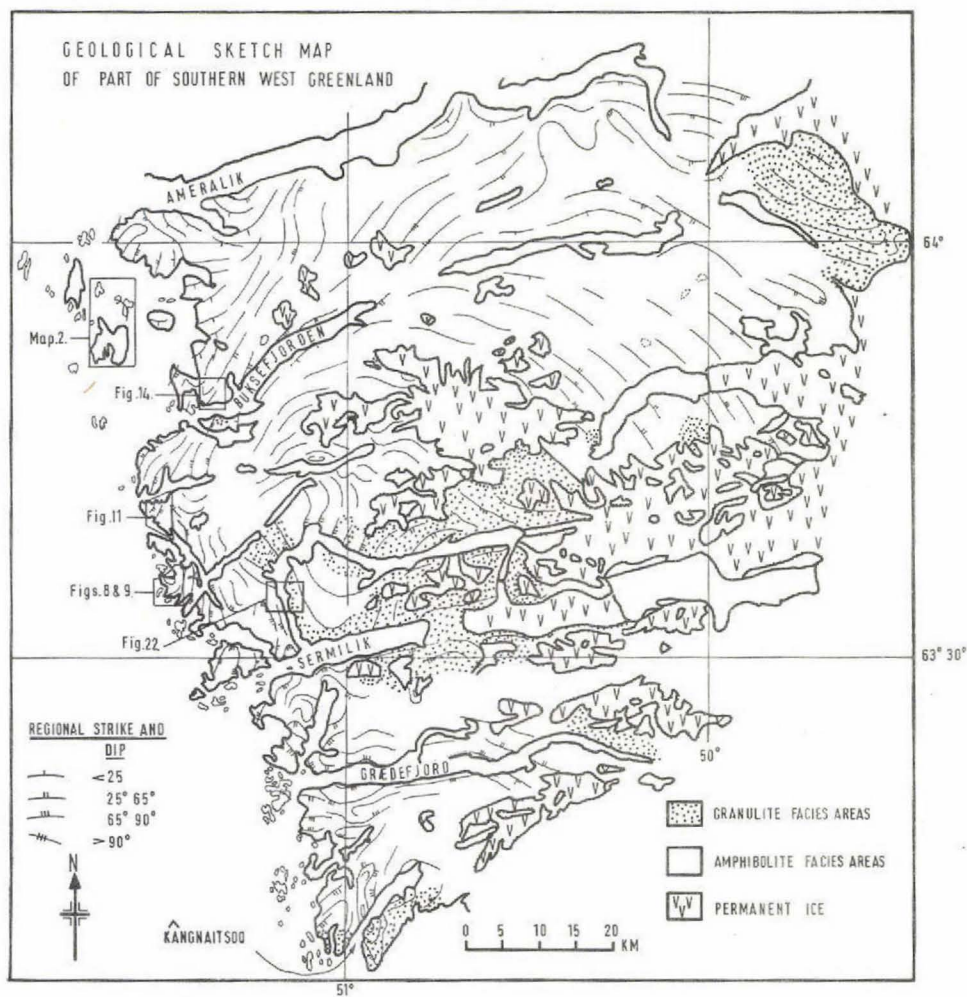 GEOLOGICAL SKETCH MAP
OF PART OF SOUTHERN WEST GREENLAND
AMERALIK
64°
Map.2.
BUKSEFJORDEN
Fig.14.
Fig.11
Figs.8&9
Fig.22
SERMILIK
63° 30
REGIONAL STRIKE AND
DIP
<25
25° 65°
65° 90°
>90°
GRÆDEFJORD
50°
GRANULITE FACIES AREAS
AMPHIBOLITE FACIES AREAS
PERMANENT ICE
N
KÂNGNAITSOQ
0 5 10 15 20
KM
51°